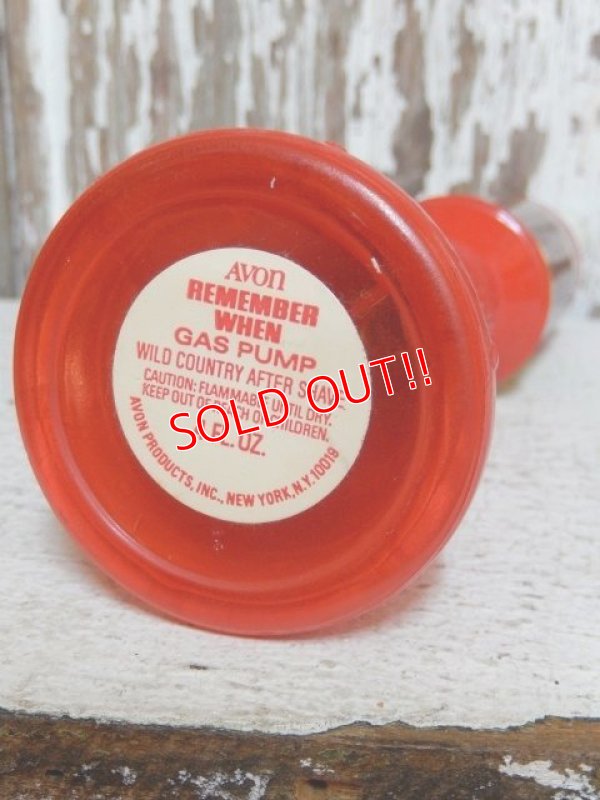 AVON
REMEMBER
WHEN
GAS PUMP
WILD COUNTRY AFTER SHAVE
CAUTION: FLAMMABLE UNTIL DRY.
KEEP OUT OF REACH OF CHILDREN.
FL. OZ.
AVON PRODUCTS, INC., NEW YORK, N.Y. 10019
SOLD OUT!!